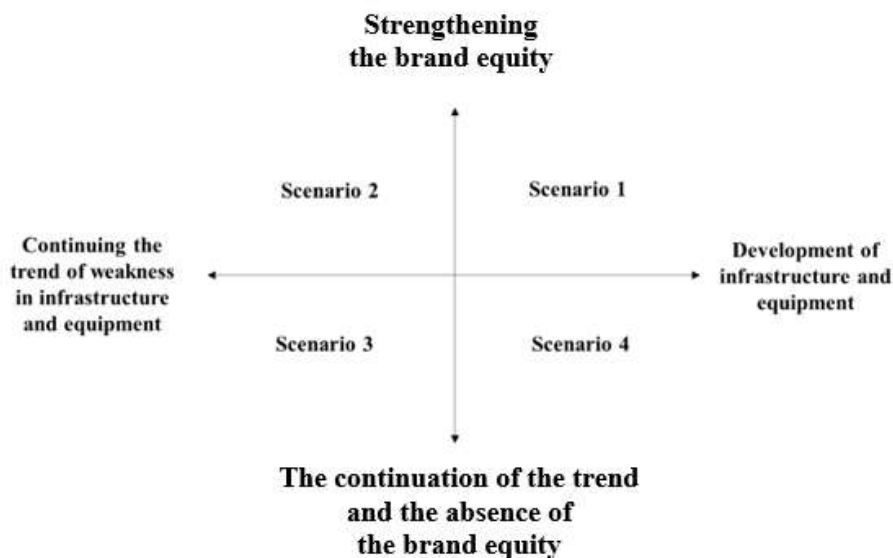 Strengthening
the brand equity
Scenario 2
Scenario 1
Continuing the
trend of weakness
in infrastructure
and equipment
Development of
infrastructure and
equipment
Scenario 3
Scenario 4
The continuation of the trend
and the absence of
the brand equity